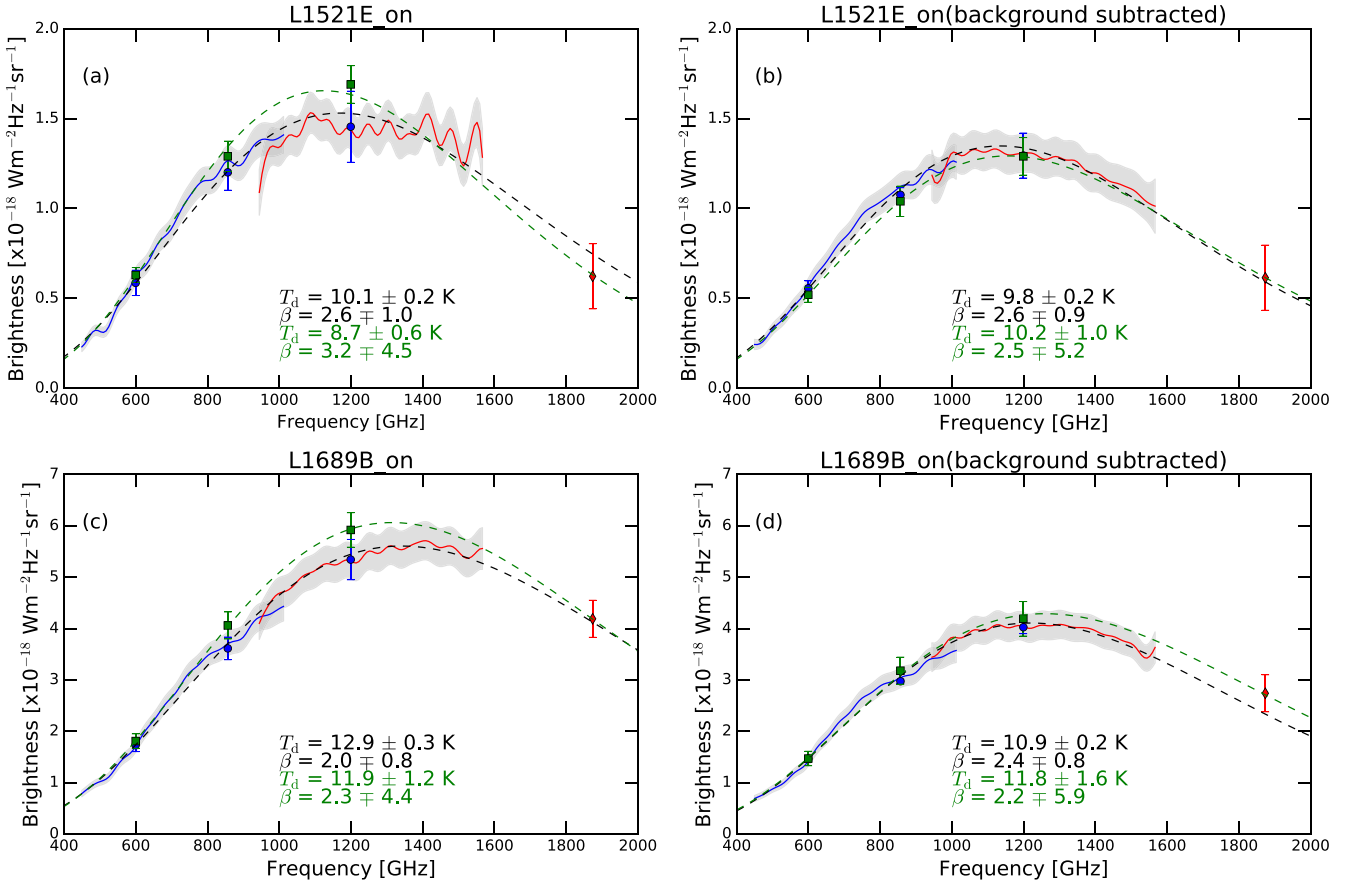 L1521E_on
2.0
1.5
1.0
0.5
0.0
Brightness [x10⁻¹⁸ Wm⁻²Hz⁻¹sr⁻¹]
(a)
T_d = 10.1 ± 0.2 K
β = 2.6 ∓ 1.0
T_d = 8.7 ± 0.6 K
β = 3.2 ∓ 4.5
400 600 800 1000 1200 1400 1600 1800 2000
Frequency [GHz]
L1521E_on(background subtracted)
2.0
1.5
1.0
0.5
0.0
Brightness [x10⁻¹⁸ Wm⁻²Hz⁻¹sr⁻¹]
(b)
T_d = 9.8 ± 0.2 K
β = 2.6 ∓ 0.9
T_d = 10.2 ± 1.0 K
β = 2.5 ∓ 5.2
400 600 800 1000 1200 1400 1600 1800 2000
Frequency [GHz]
L1689B_on
7
6
5
4
3
2
1
0
Brightness [x10⁻¹⁸ Wm⁻²Hz⁻¹sr⁻¹]
(c)
T_d = 12.9 ± 0.3 K
β = 2.0 ∓ 0.8
T_d = 11.9 ± 1.2 K
β = 2.3 ∓ 4.4
400 600 800 1000 1200 1400 1600 1800 2000
Frequency [GHz]
L1689B_on(background subtracted)
7
6
5
4
3
2
1
0
Brightness [x10⁻¹⁸ Wm⁻²Hz⁻¹sr⁻¹]
(d)
T_d = 10.9 ± 0.2 K
β = 2.4 ∓ 0.8
T_d = 11.8 ± 1.6 K
β = 2.2 ∓ 5.9
400 600 800 1000 1200 1400 1600 1800 2000
Frequency [GHz]